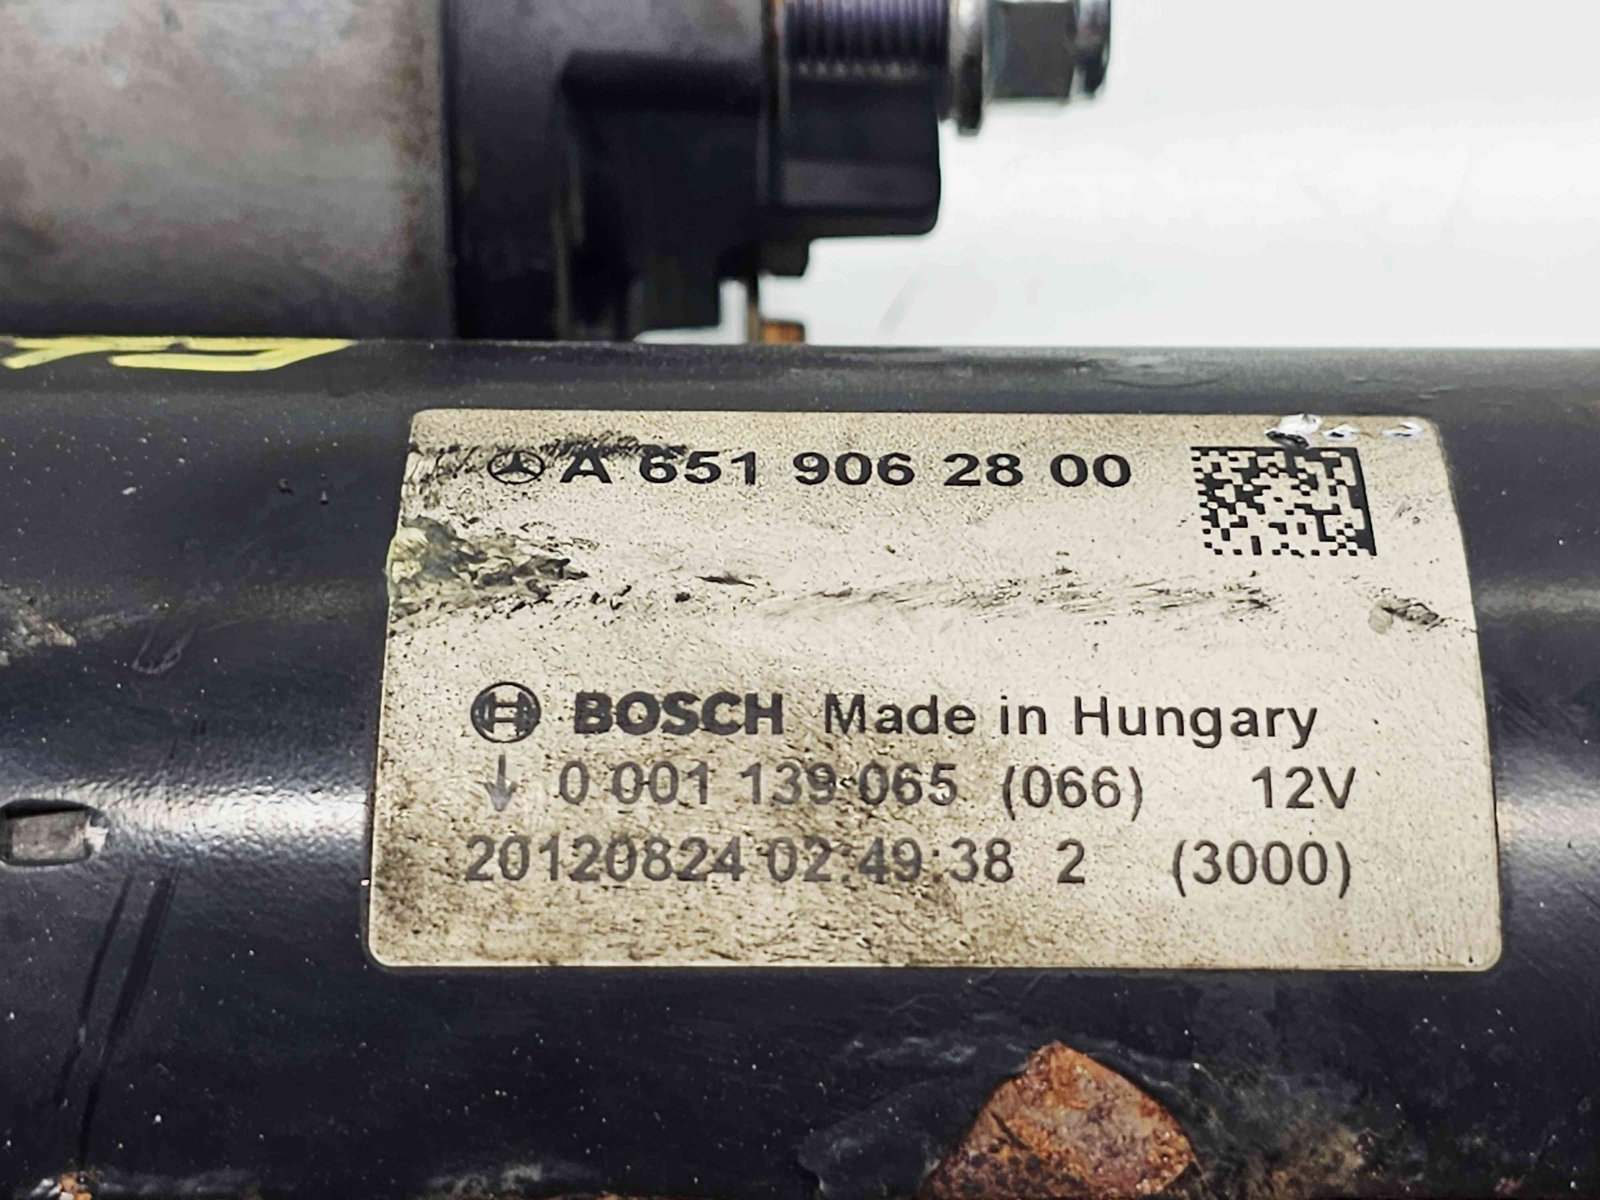 A 651 906 28 00
BOSCH Made in Hungary
↓ 0 001 139 065 (066) 12V
20120824 02:49:38 2 (3000)